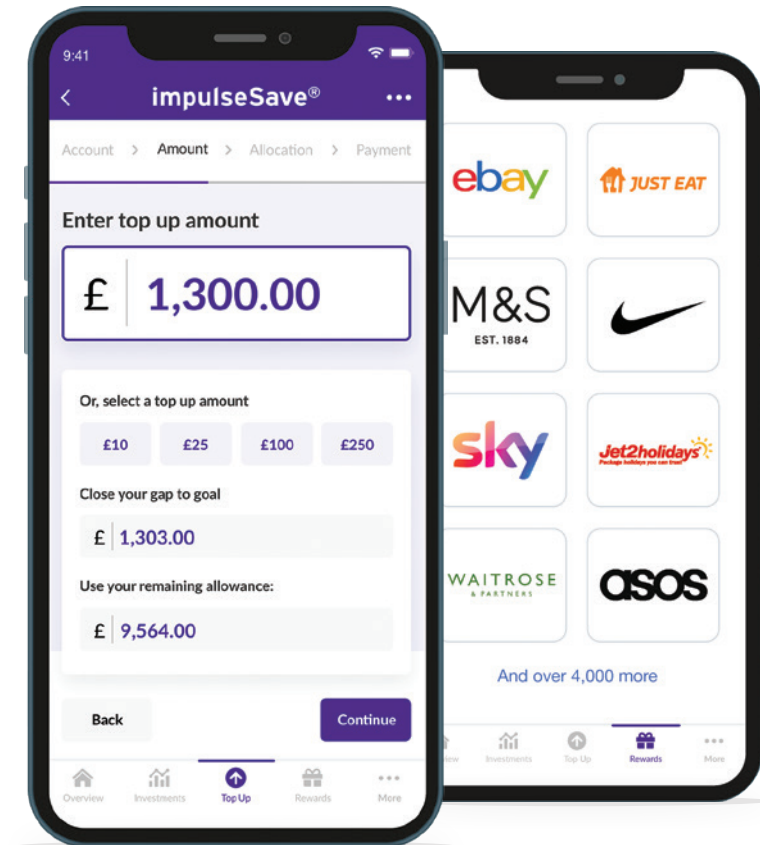 9:41
impulseSave®
Account > Amount > Allocation > Payment
Enter top up amount
£ 1,300.00
Or, select a top up amount
£10 £25 £100 £250
Close your gap to goal
£ 1,303.00
Use your remaining allowance:
£ 9,564.00
Back Continue
Overview Investments Top Up Rewards More
ebay
JUST EAT
M&S
EST. 1884
sky
Jet2holidays
Package holidays you can trust
WAITROSE
& PARTNERS
asos
And over 4,000 more
Investments Top Up Rewards More